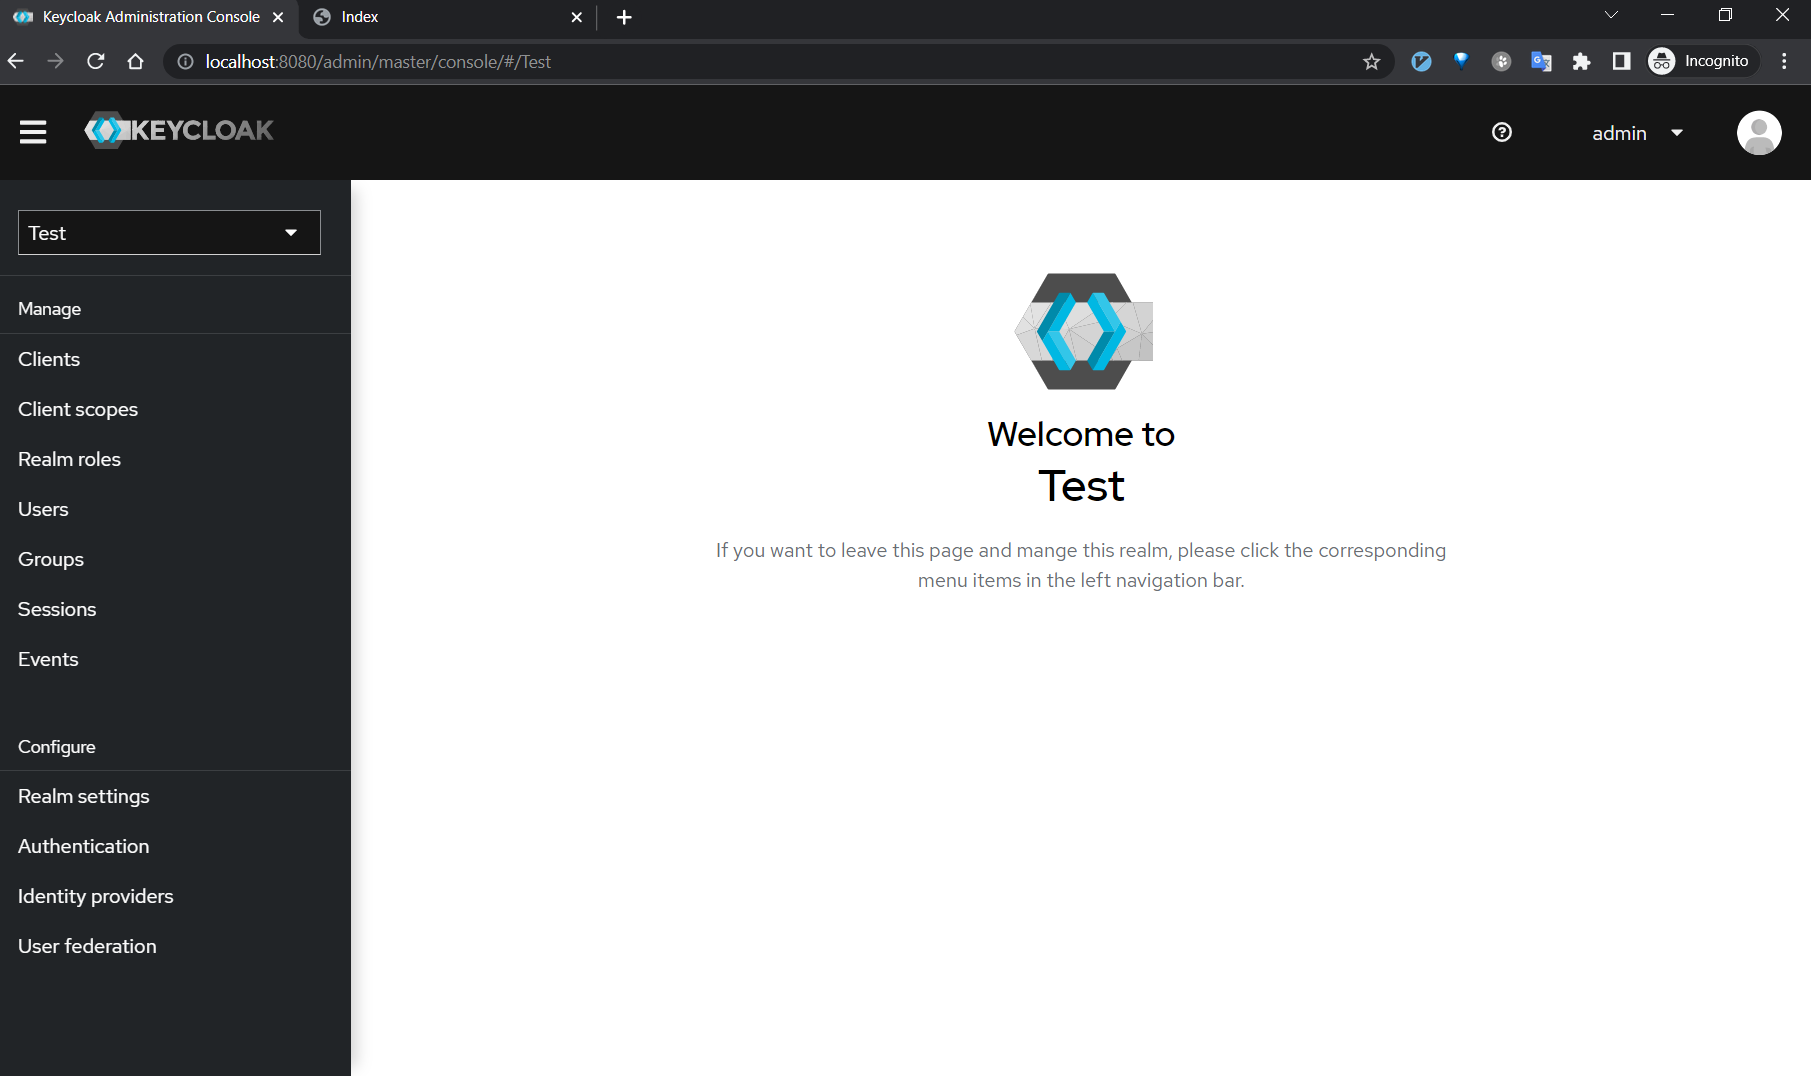 Keycloak Administration Console
Index
localhost:8080/admin/master/console/#/Test
Incognito
KEYCLOAK
admin
Test
Manage
Clients
Client scopes
Realm roles
Users
Groups
Sessions
Events
Configure
Realm settings
Authentication
Identity providers
User federation
Welcome to
Test
If you want to leave this page and mange this realm, please click the corresponding
menu items in the left navigation bar.